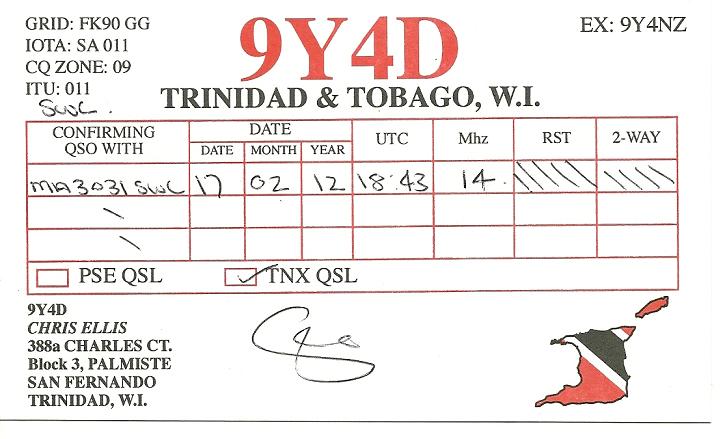 GRID: FK90 GG
IOTA: SA 011
CQ ZONE: 09
ITU: 011
SWL.
9Y4D
EX: 9Y4NZ
TRINIDAD & TOBAGO, W.I.
CONFIRMING QSO WITH DATE UTC Mhz RST 2-WAY
DATE MONTH YEAR
MA3031SWL 17 02 12 18:43 14
PSE QSL TNX QSL
9Y4D
CHRIS ELLIS
388a CHARLES CT.
Block 3, PALMISTE
SAN FERNANDO
TRINIDAD, W.I.